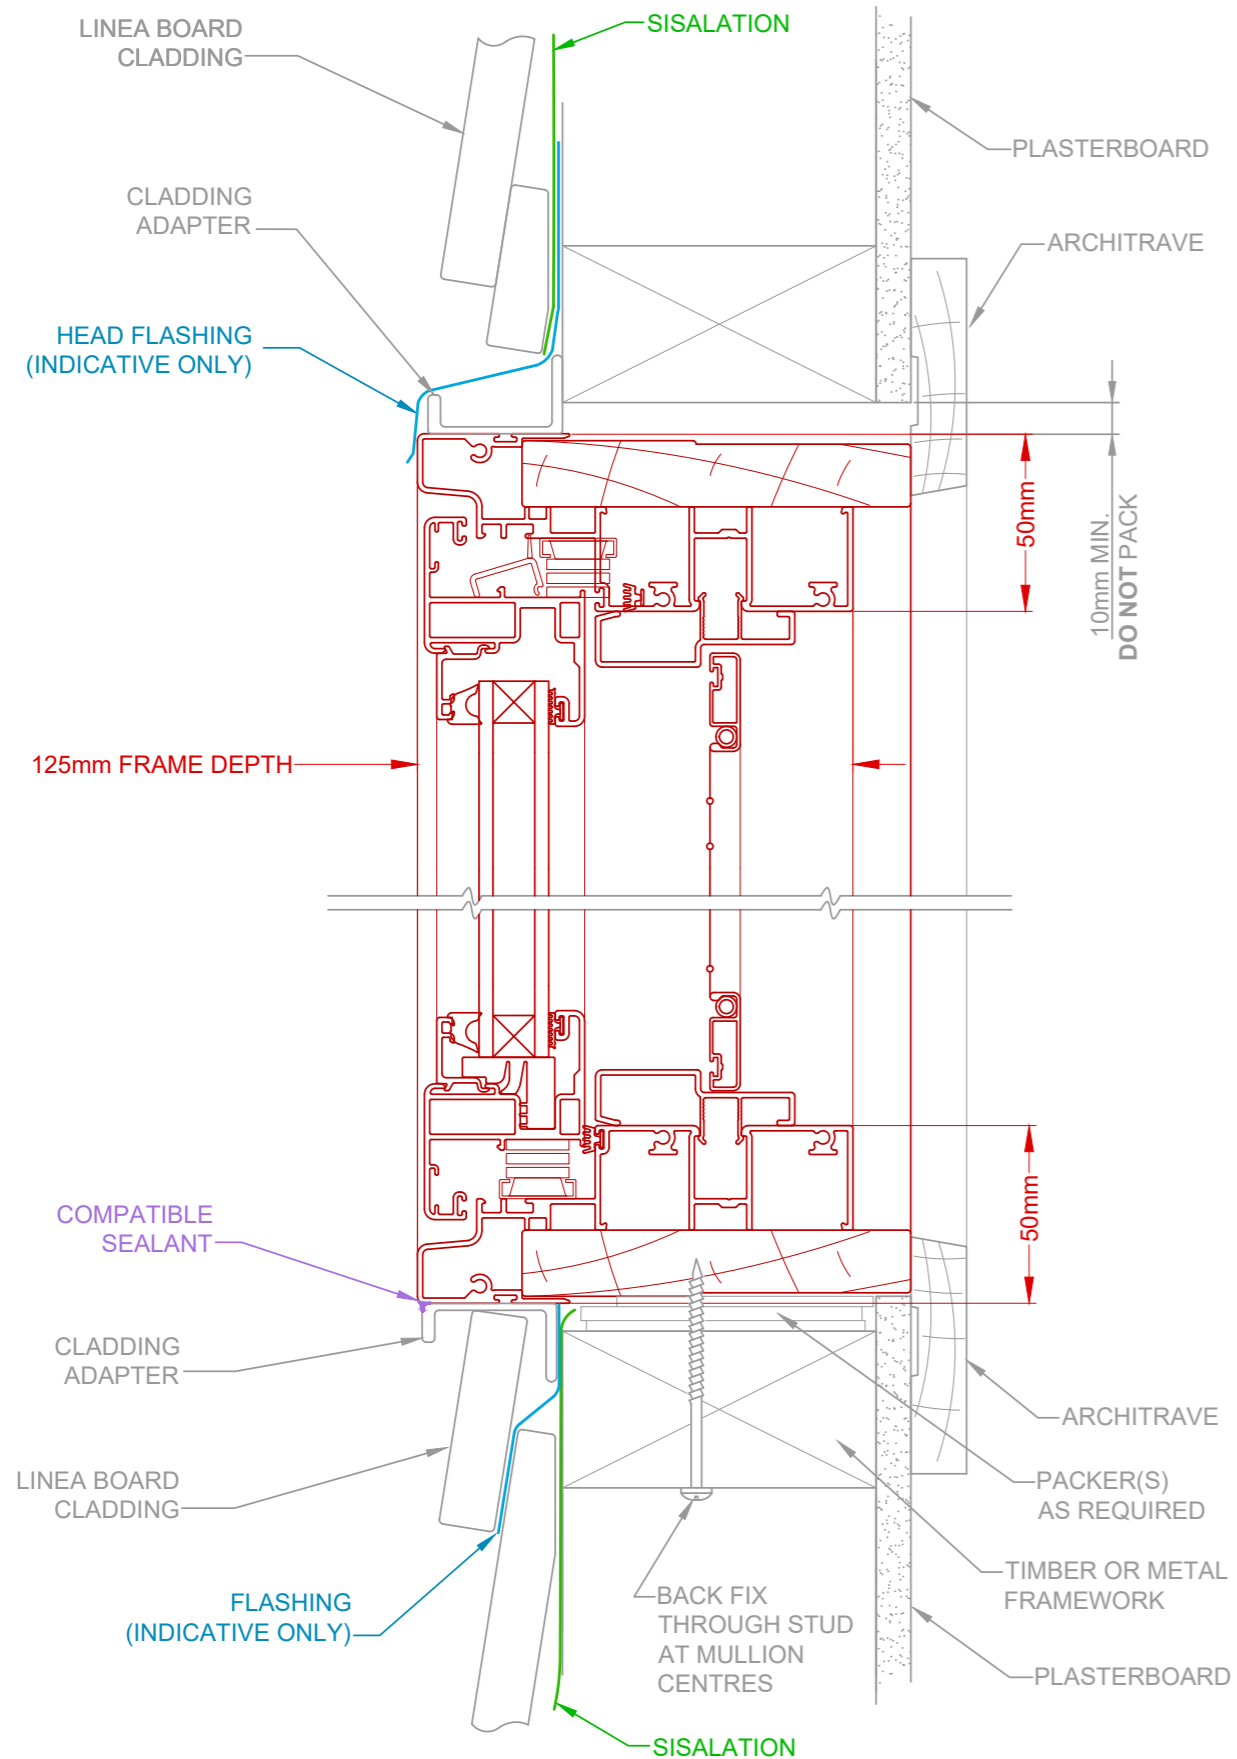 LINEA BOARD
CLADDING
SISALATION
PLASTERBOARD
CLADDING
ADAPTER
ARCHITRAVE
HEAD FLASHING
(INDICATIVE ONLY)
50mm
10mm MIN.
DO NOT PACK
125mm FRAME DEPTH
COMPATIBLE
SEALANT
50mm
CLADDING
ADAPTER
ARCHITRAVE
LINEA BOARD
CLADDING
PACKER(S)
AS REQUIRED
TIMBER OR METAL
FRAMEWORK
FLASHING
(INDICATIVE ONLY)
BACK FIX
THROUGH STUD
AT MULLION
CENTRES
PLASTERBOARD
SISALATION